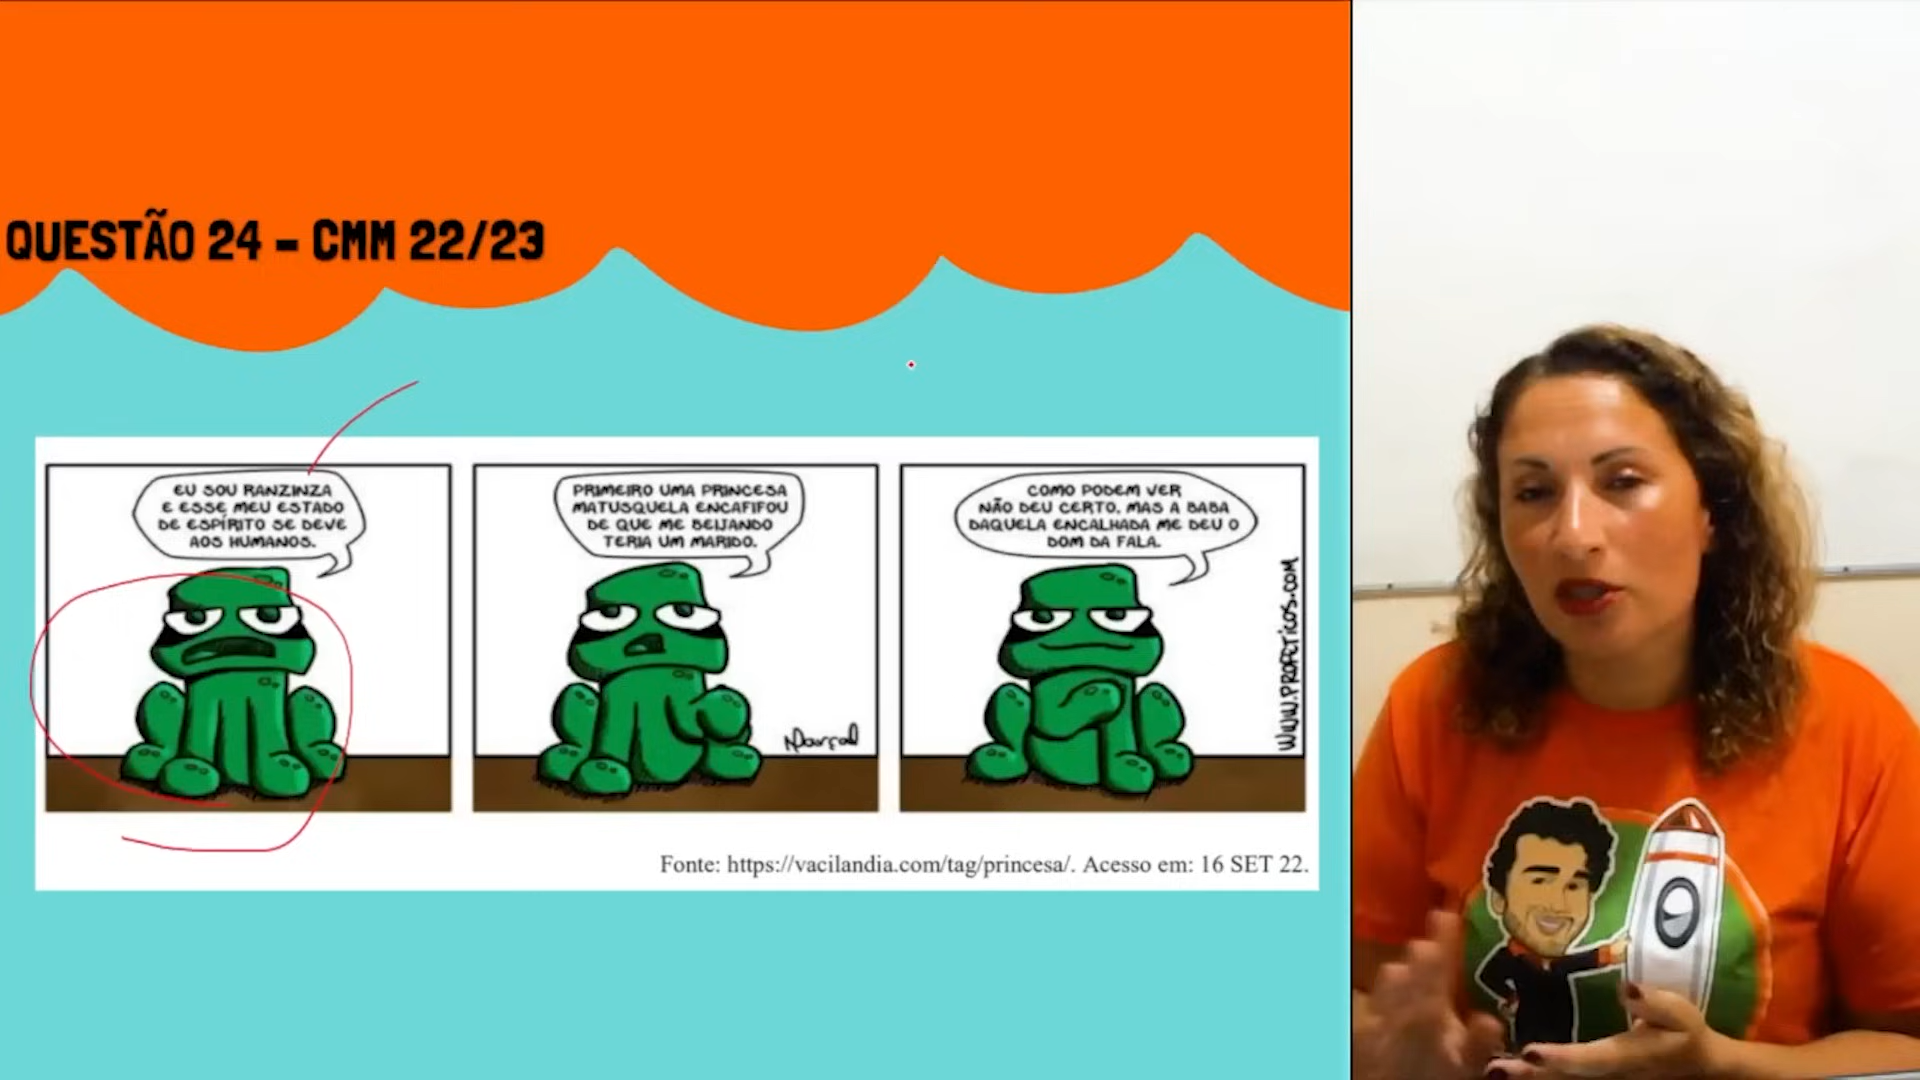 QUESTÃO 24 - CMM 22/23
EU SOU RANZINZA
E ESSE MEU ESTADO
DE ESPÍRITO SE DEVE
AOS HUMANOS.
PRIMEIRO UMA PRINCESA
MATUSQUELA ENCAFIFOU
DE QUE ME BEIJANDO
TERIA UM MARIDO.
COMO PODEM VER
NÃO DEU CERTO, MAS A BABA
DAQUELA ENCALHADA ME DEU O
DOM DA FALA.
Marçal
WWW.PROFETICOS.COM
Fonte: https://vacilandia.com/tag/princesa/. Acesso em: 16 SET 22.